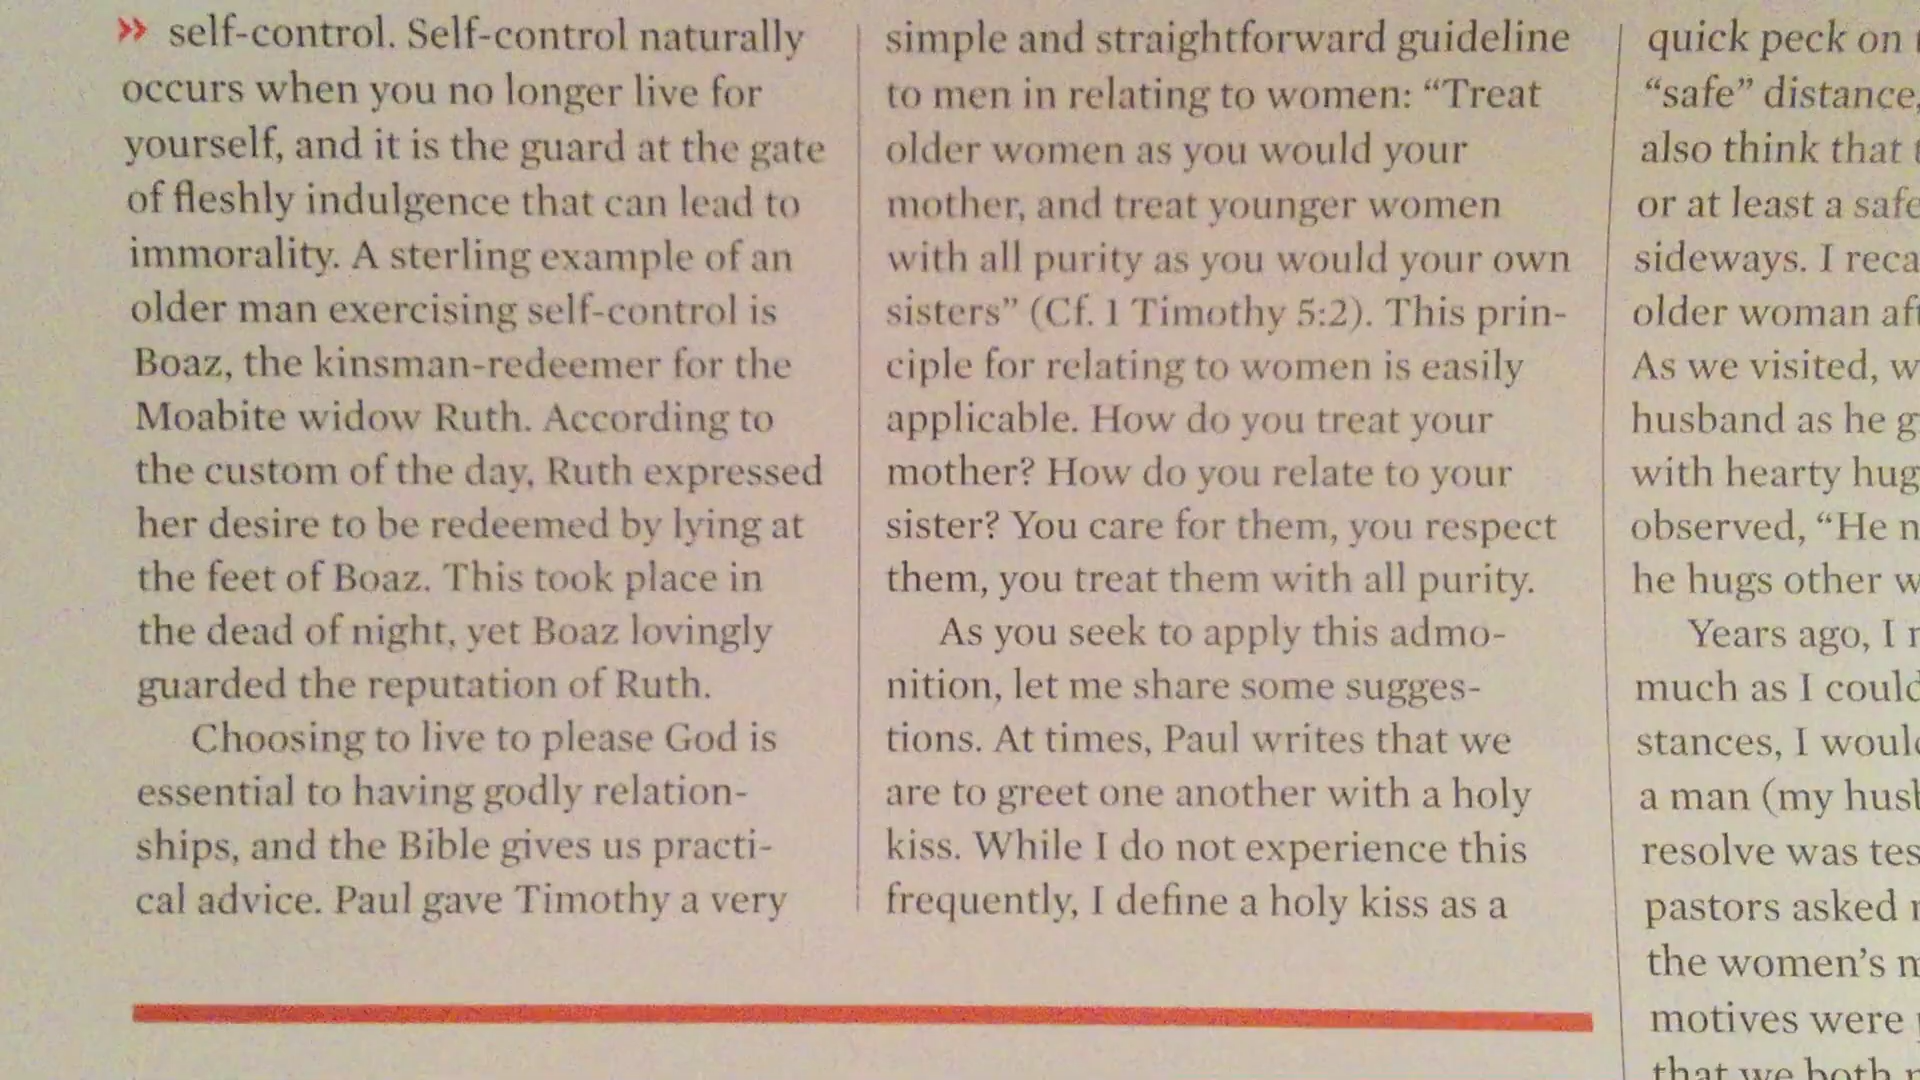 » self-control. Self-control naturally
occurs when you no longer live for
yourself, and it is the guard at the gate
of fleshly indulgence that can lead to
immorality. A sterling example of an
older man exercising self-control is
Boaz, the kinsman-redeemer for the
Moabite widow Ruth. According to
the custom of the day, Ruth expressed
her desire to be redeemed by lying at
the feet of Boaz. This took place in
the dead of night, yet Boaz lovingly
guarded the reputation of Ruth.
Choosing to live to please God is
essential to having godly relation-
ships, and the Bible gives us practi-
cal advice. Paul gave Timothy a very
simple and straightforward guideline
to men in relating to women: “Treat
older women as you would your
mother, and treat younger women
with all purity as you would your own
sisters” (Cf. 1 Timothy 5:2). This prin-
ciple for relating to women is easily
applicable. How do you treat your
mother? How do you relate to your
sister? You care for them, you respect
them, you treat them with all purity.
As you seek to apply this admo-
nition, let me share some sugges-
tions. At times, Paul writes that we
are to greet one another with a holy
kiss. While I do not experience this
frequently, I define a holy kiss as a
quick peck on
“safe” distance,
also think that
or at least a safe
sideways. I reca
older woman aft
As we visited, w
husband as he g
with hearty hug
observed, “He n
he hugs other w
Years ago, I
much as I could
stances, I would
a man (my husb
resolve was tes
pastors asked
the women’s
motives were
that we both